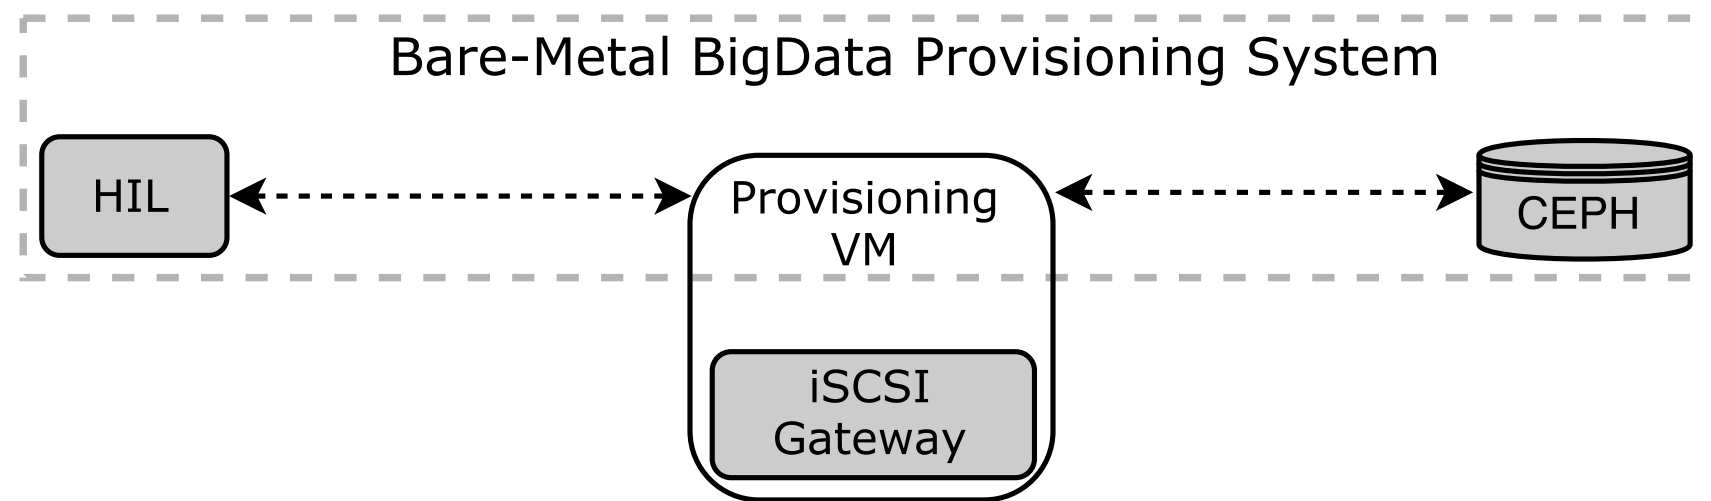 Bare-Metal BigData Provisioning System
HIL
Provisioning
VM
CEPH
iSCSI
Gateway